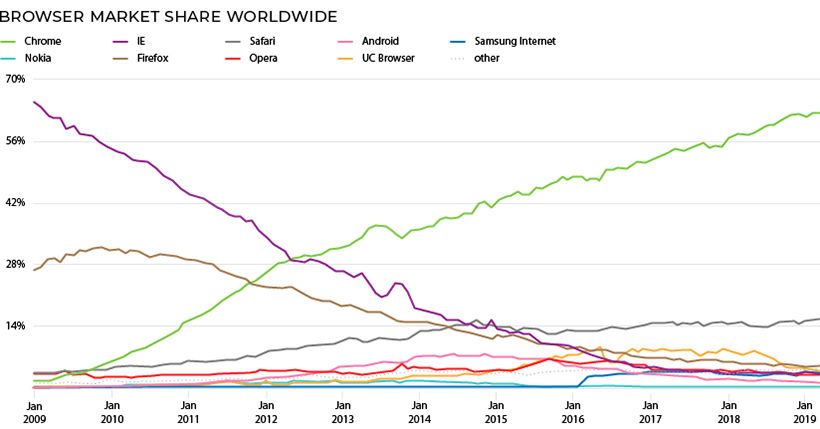 BROWSER MARKET SHARE WORLDWIDE
Chrome IE Safari Android Samsung Internet
Nokia Firefox Opera UC Browser other
70%
56%
42%
28%
14%
Jan Jan Jan Jan Jan Jan Jan Jan Jan Jan Jan
2009 2010 2011 2012 2013 2014 2015 2016 2017 2018 2019